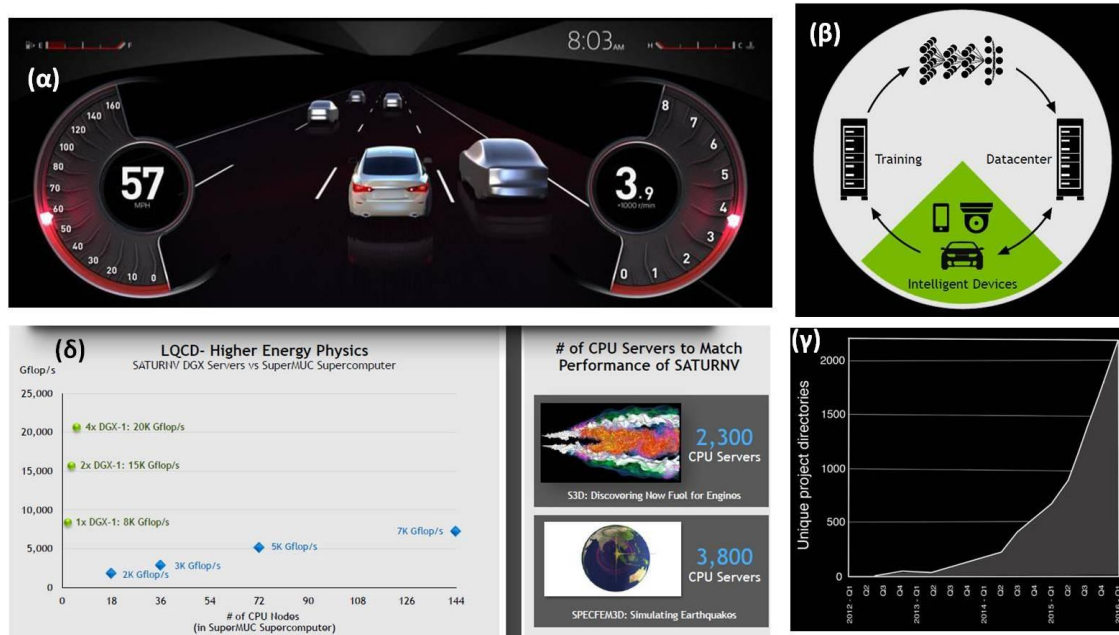 (α)
E F
8:03 AM
H C
160
140
120
100
80
60
50
40
30
20
10
0
57
MPH
8
7
6
5
4
3
2
1
0
3.9
×1000 r/min
(β)
Training
Datacenter
Intelligent Devices
(δ)
LQCD- Higher Energy Physics
SATURNV DGX Servers vs SuperMUC Supercomputer
Gflop/s
25,000
20,000
15,000
10,000
5,000
0
4x DGX-1: 20K Gflop/s
2x DGX-1: 15K Gflop/s
1x DGX-1: 8K Gflop/s
2K Gflop/s
3K Gflop/s
5K Gflop/s
7K Gflop/s
0 18 36 54 72 90 108 126 144
# of CPU Nodes
(in SuperMUC Supercomputer)
# of CPU Servers to Match
Performance of SATURNV
2,300
CPU Servers
S3D: Discovering New Fuel for Engines
3,800
CPU Servers
SPECFEM3D: Simulating Earthquakes
(γ)
Unique project directories
2000
1500
1000
500
0
2012 - Q1
Q2
Q3
Q4
2013 - Q1
Q2
Q3
Q4
2014 - Q1
Q2
Q3
Q4
2015 - Q1
Q2
Q3
Q4